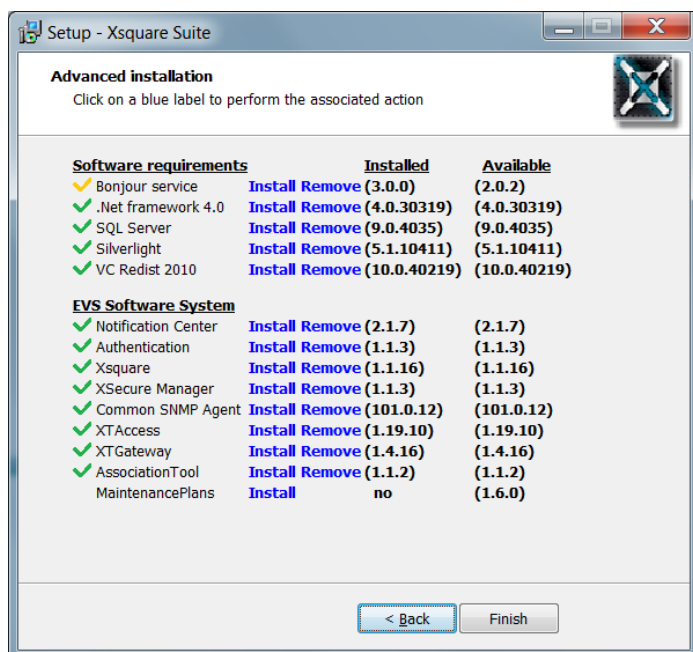 Setup - Xsquare Suite
Advanced installation
Click on a blue label to perform the associated action
Software requirements Installed Available
Bonjour service Install Remove (3.0.0) (2.0.2)
.Net framework 4.0 Install Remove (4.0.30319) (4.0.30319)
SQL Server Install Remove (9.0.4035) (9.0.4035)
Silverlight Install Remove (5.1.10411) (5.1.10411)
VC Redist 2010 Install Remove (10.0.40219) (10.0.40219)
EVS Software System
Notification Center Install Remove (2.1.7) (2.1.7)
Authentication Install Remove (1.1.3) (1.1.3)
Xsquare Install Remove (1.1.16) (1.1.16)
XSecure Manager Install Remove (1.1.3) (1.1.3)
Common SNMP Agent Install Remove (101.0.12) (101.0.12)
XTAccess Install Remove (1.19.10) (1.19.10)
XTGateway Install Remove (1.4.16) (1.4.16)
AssociationTool Install Remove (1.1.2) (1.1.2)
MaintenancePlans Install no (1.6.0)
< Back Finish